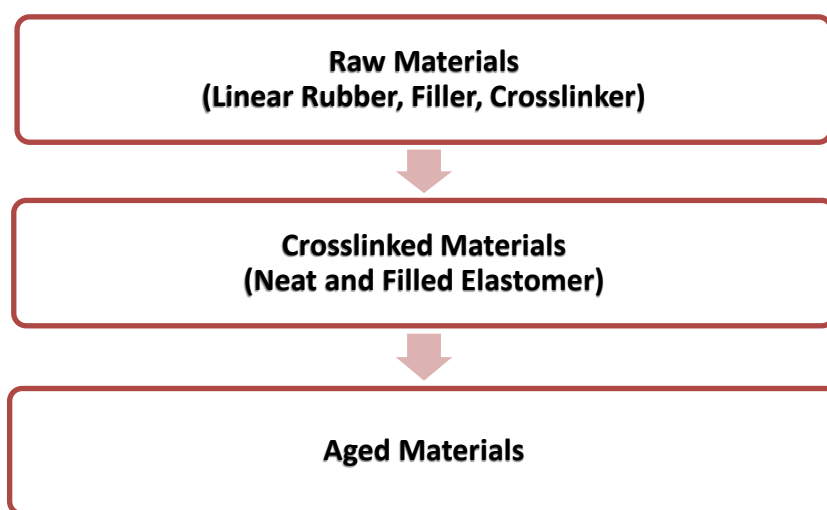 Raw Materials
(Linear Rubber, Filler, Crosslinker)
Crosslinked Materials
(Neat and Filled Elastomer)
Aged Materials